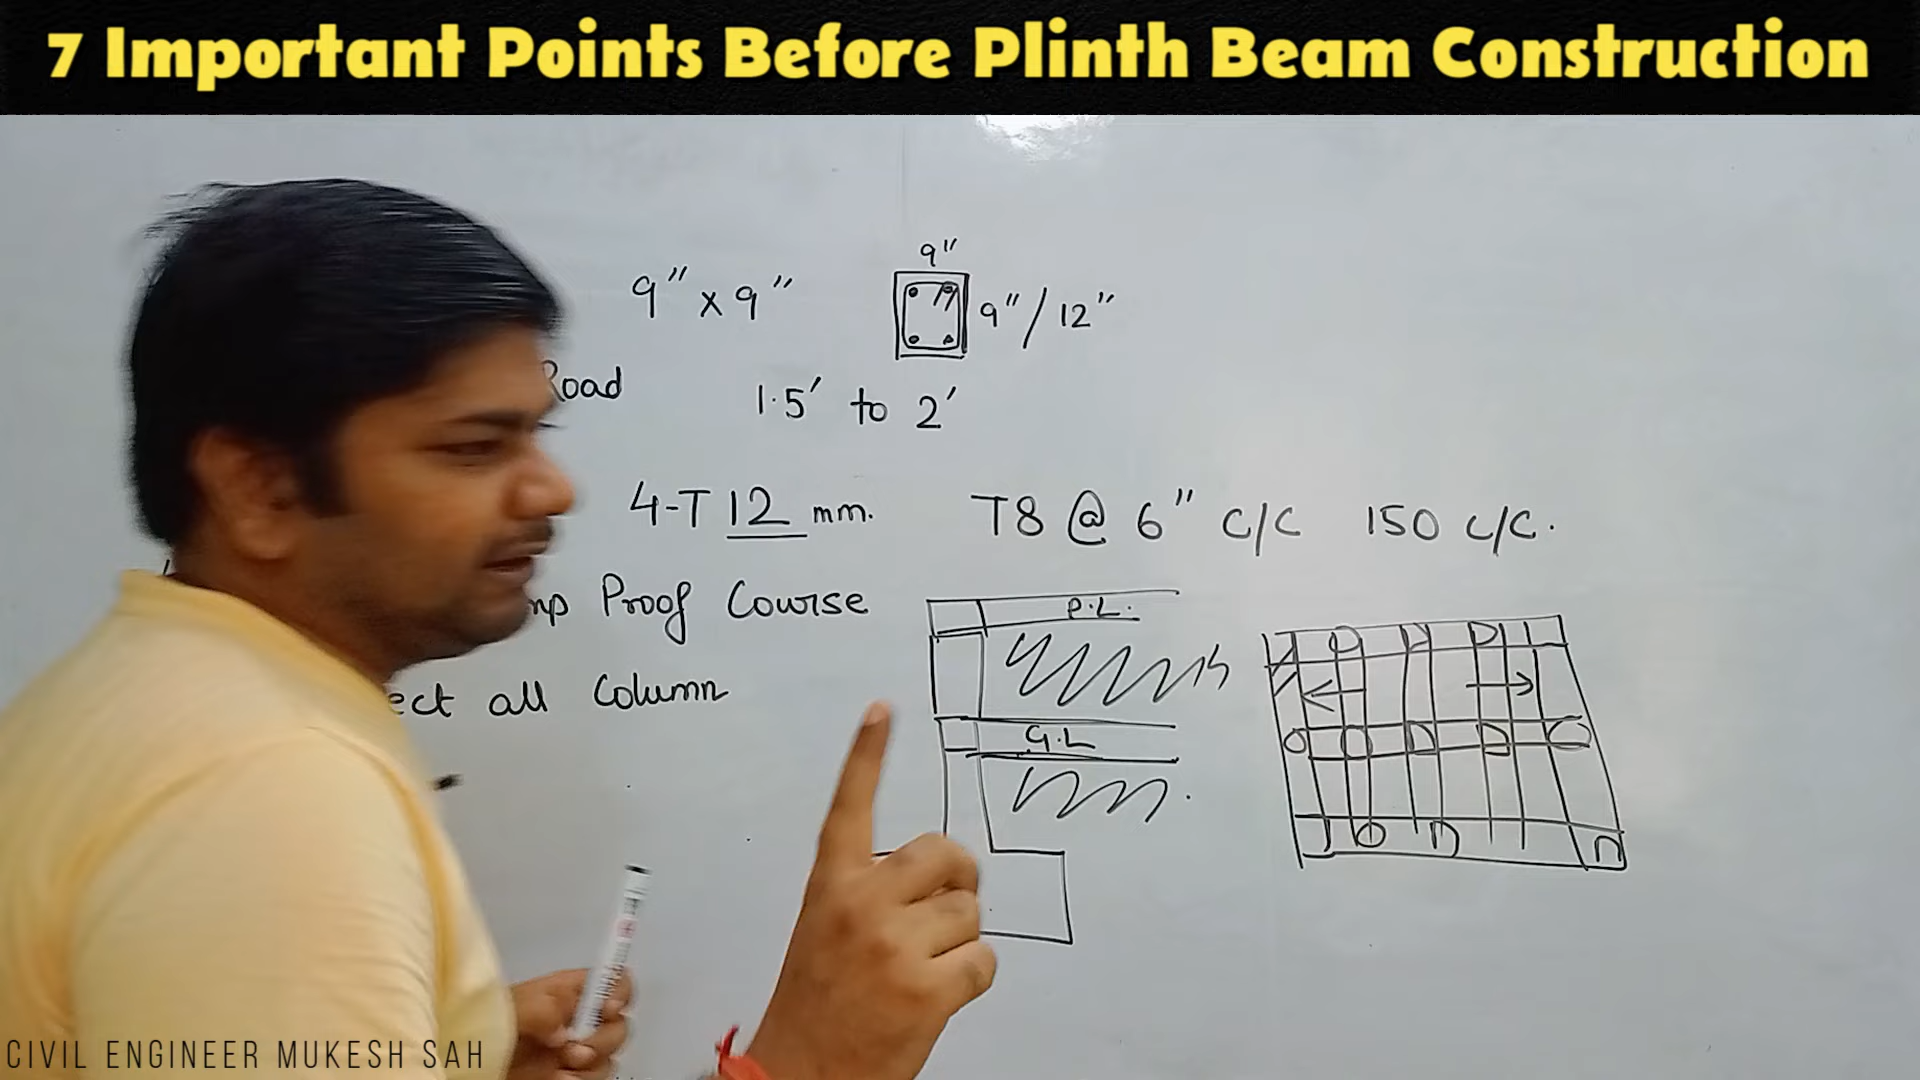 7 Important Points Before Plinth Beam Construction
9"
9" x 9"
9" / 12"
Road
1.5' to 2'
4-T 12 mm. T8 @ 6" c/c 150 c/c.
Proof Course
P.L.
all Column
G.L
CIVIL ENGINEER MUKESH SAH